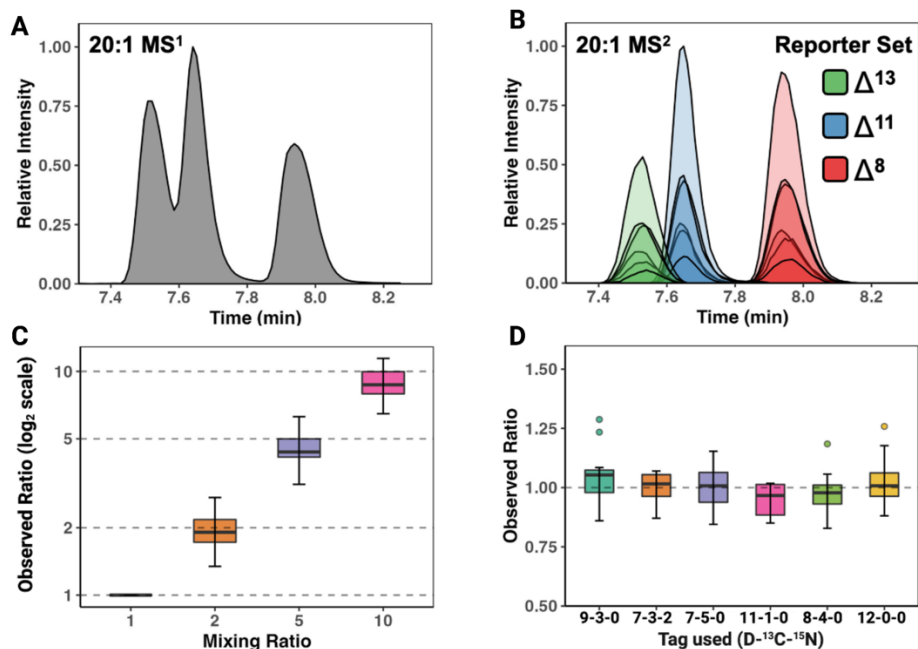 A
20:1 MS¹
Relative Intensity
1.00
0.75
0.50
0.25
0.00
7.4 7.6 7.8 8.0 8.2
Time (min)
B
20:1 MS²
Reporter Set
Δ¹³
Δ¹¹
Δ⁸
Relative Intensity
1.00
0.75
0.50
0.25
0.00
7.4 7.6 7.8 8.0 8.2
Time (min)
C
Observed Ratio (log₂ scale)
10
5
2
1
1 2 5 10
Mixing Ratio
D
Observed Ratio
1.50
1.25
1.00
0.75
0.50
9-3-0 7-3-2 7-5-0 11-1-0 8-4-0 12-0-0
Tag used (D-¹³C-¹⁵N)